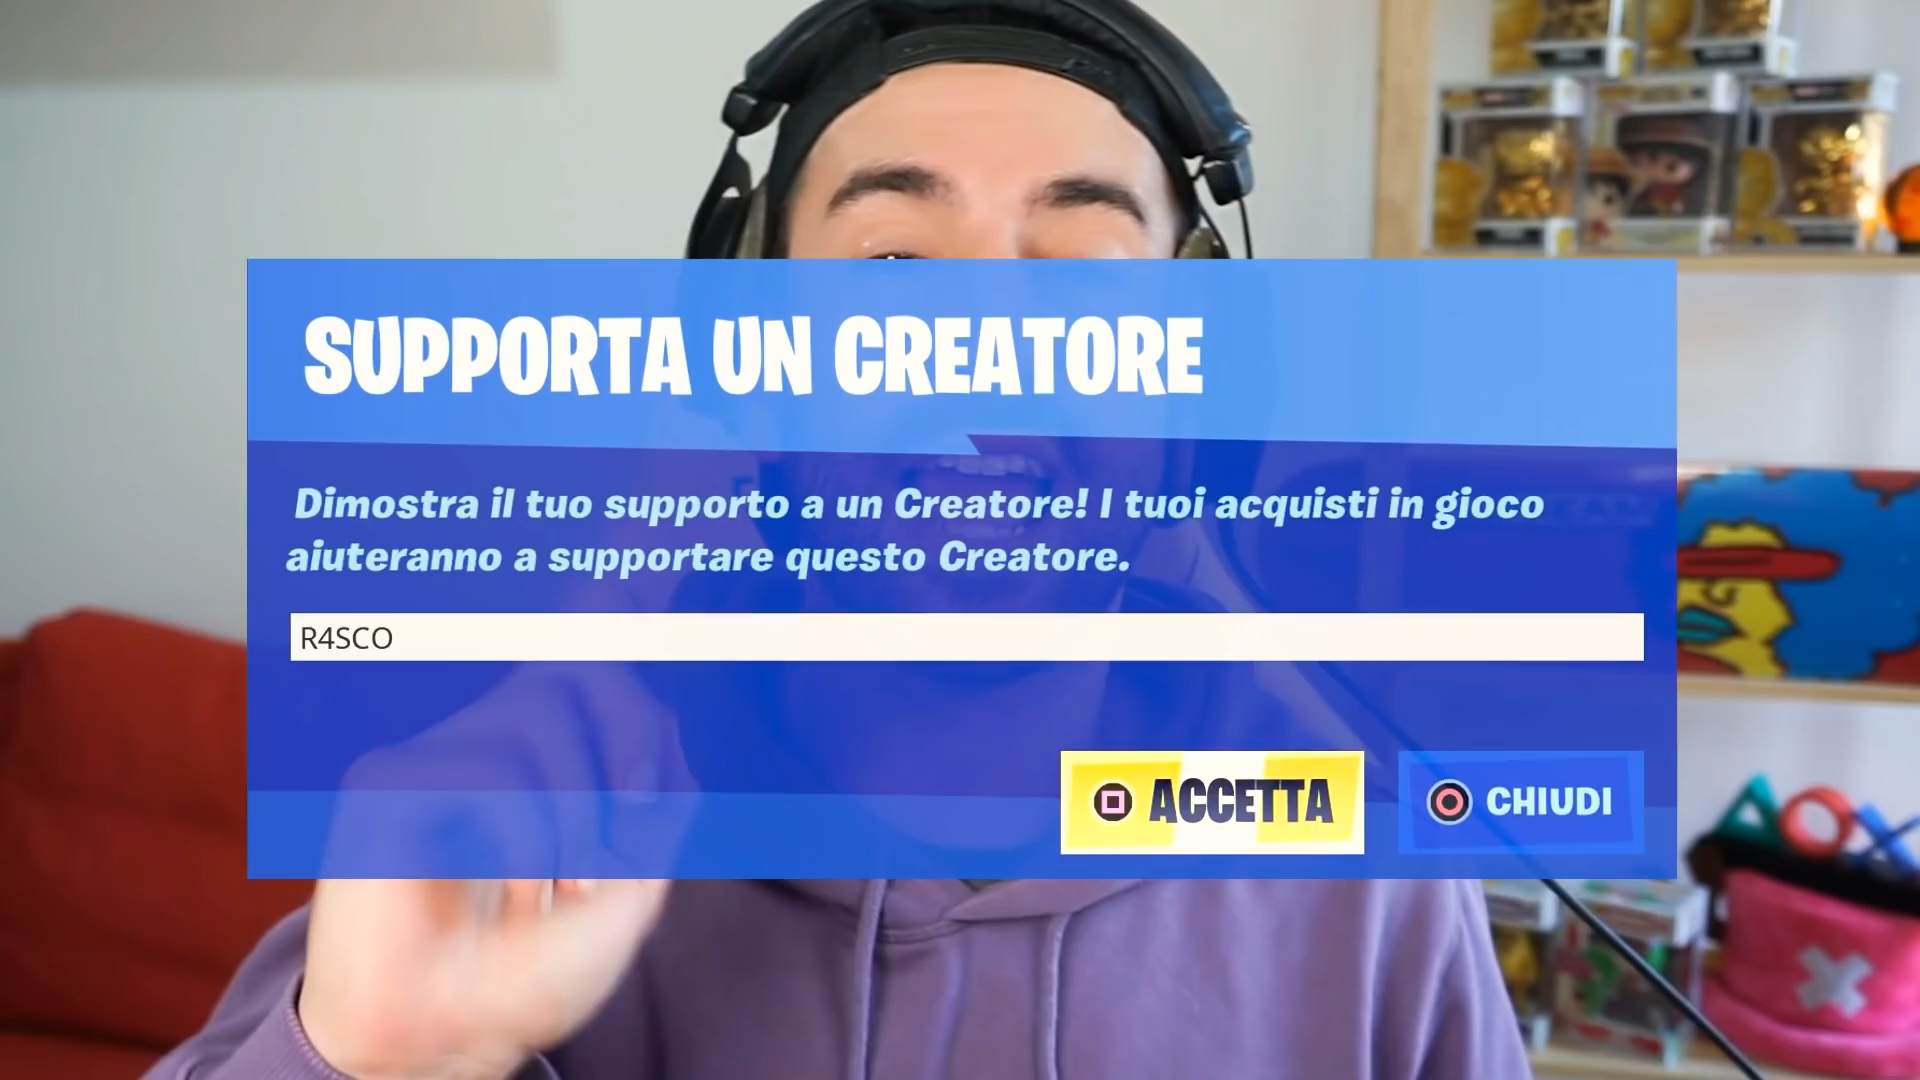 SUPPORTA UN CREATORE
Dimostra il tuo supporto a un Creatore! I tuoi acquisti in gioco
aiuteranno a supportare questo Creatore.
R4SCO
ACCETTA
CHIUDI